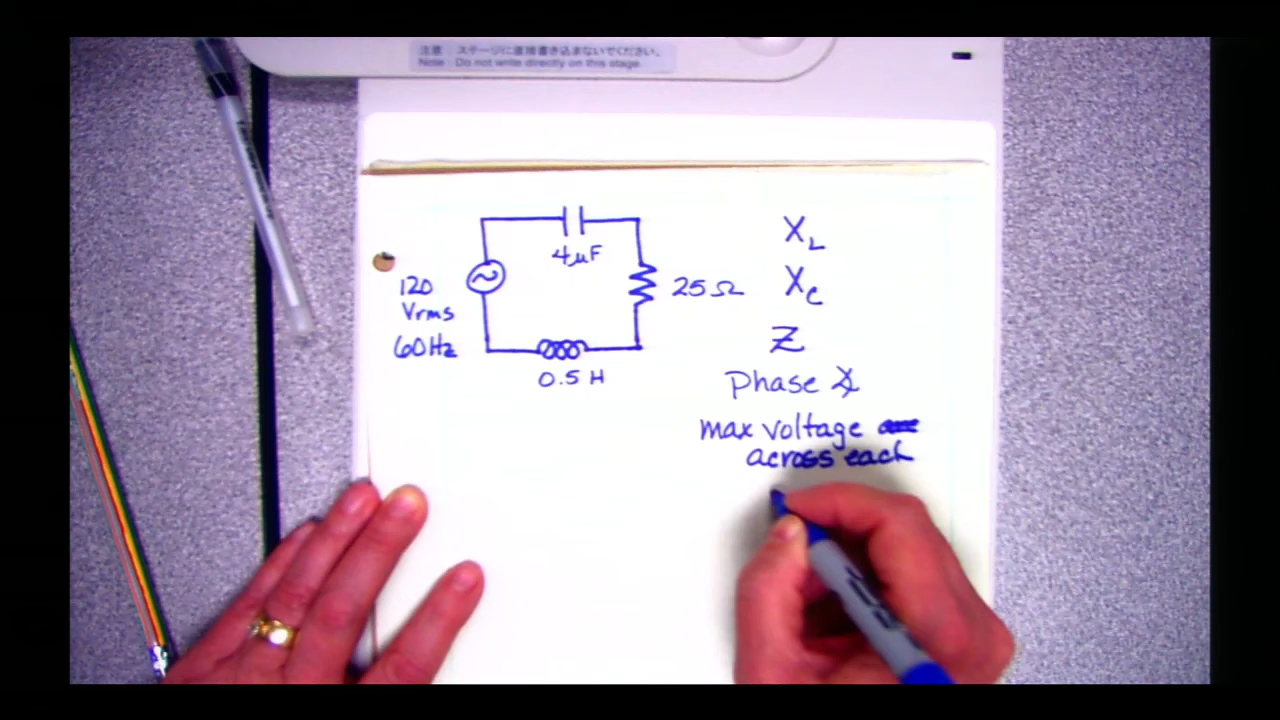 注意 : ステージに直接書き込まないでください。
Note : Do not write directly on this stage.
4μF
120
Vrms
60Hz
25Ω
0.5 H
XL
XC
Z
Phase ∡
max voltage
across each